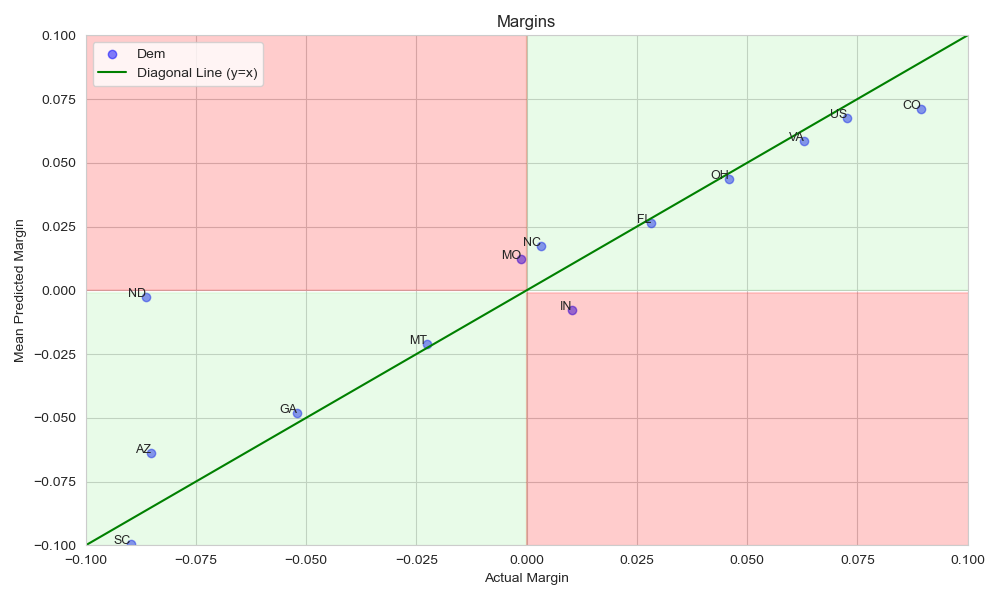 Margins
Dem
Diagonal Line (y=x)
0.100
0.075
0.050
0.025
0.000
−0.025
−0.050
−0.075
−0.100
Mean Predicted Margin
CO
US
VA
OH
FL
NC
MO
ND
IN
MT
GA
AZ
SC
−0.100 −0.075 −0.050 −0.025 0.000 0.025 0.050 0.075 0.100
Actual Margin